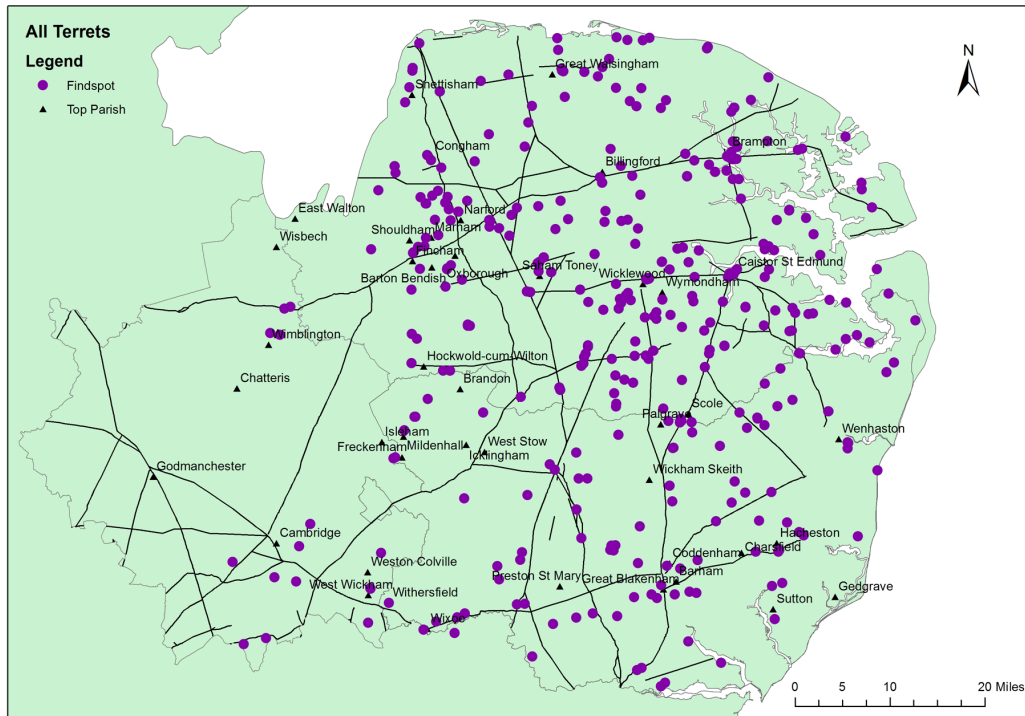 All Terrets
Legend
Findspot
Top Parish
N
Great Walsingham
Shettisham
Congham
Brampton
Billingford
East Walton
Narford
Wisbech
Shouldham
Marham
Fincham
Barton Bendish
Oxborough
Saham Toney
Wicklewood
Caistor St Edmund
Wymondham
Wimblington
Hockwold-cum-Wilton
Chatteris
Brandon
Scole
Palgrave
Isleham
Freckenham
Mildenhall
West Stow
Icklingham
Wenhaston
Godmanchester
Wickham Skeith
Cambridge
Hacheston
Coddenham
Charsfield
Weston Colville
West Wickham
Withersfield
Preston St Mary
Great Blakenham
Barham
Gedgrave
Sutton
Wixoe
0 5 10 20 Miles